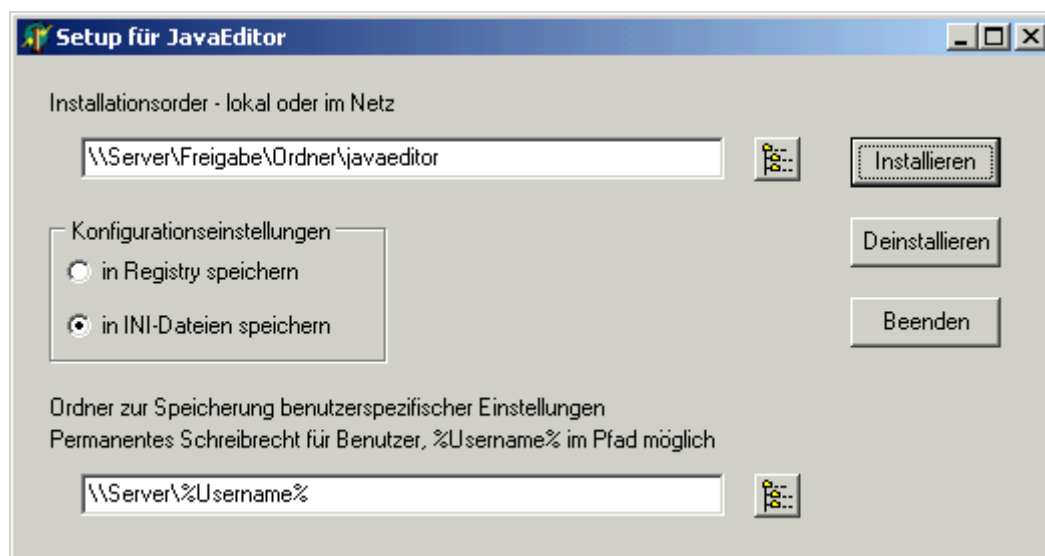 Setup für JavaEditor
Installationsorder - lokal oder im Netz
\\Server\Freigabe\Ordner\javaeditor
Installieren
Konfigurationseinstellungen
Deinstallieren
in Registry speichern
in INI-Dateien speichern
Beenden
Ordner zur Speicherung benutzerspezifischer Einstellungen
Permanentes Schreibrecht für Benutzer, %Username% im Pfad möglich
\\Server\%Username%